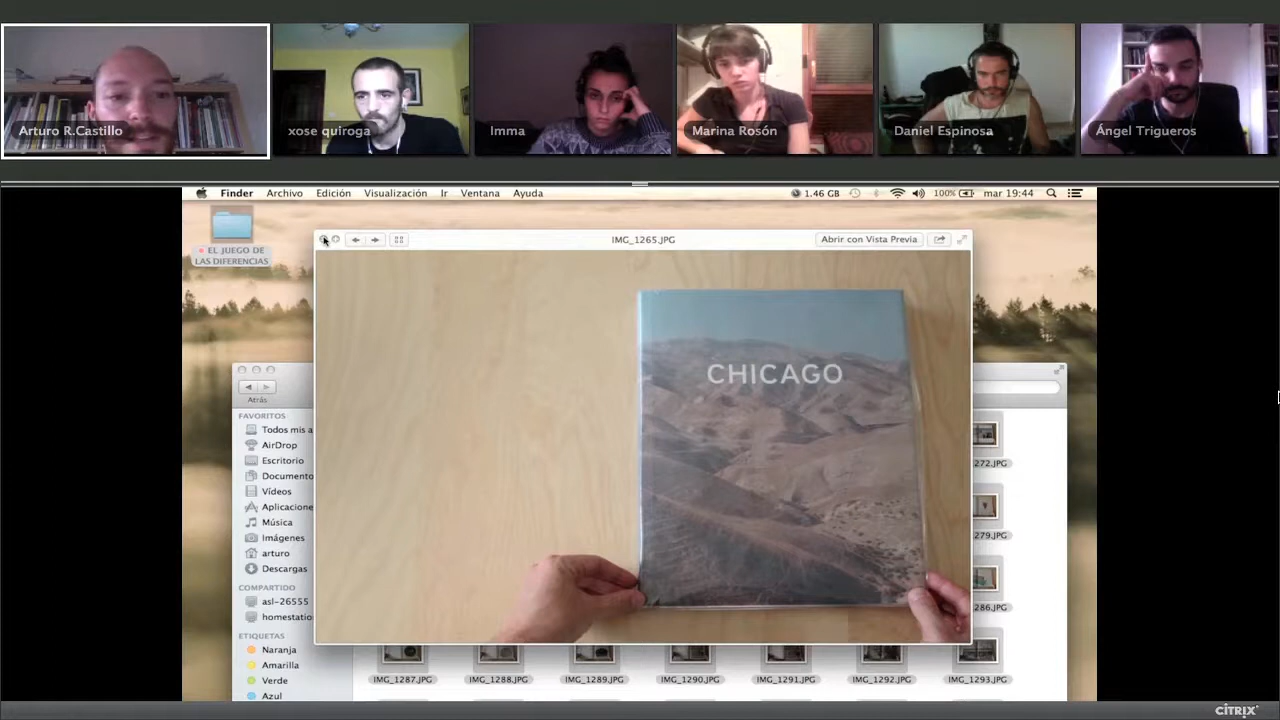 Arturo R.Castillo
xose quiroga
Imma
Marina Rosón
Daniel Espinosa
Ángel Trigueros
Finder Archivo Edición Visualización Ir Ventana Ayuda
1.46 GB 100% mar 19:44
EL JUEGO DE
LAS DIFERENCIAS
IMG_1265.JPG
Abrir con Vista Previa
CHICAGO
Atrás
FAVORITOS
Todos mis a
AirDrop
Escritorio
Documento
Vídeos
Aplicacione
Música
Imágenes
arturo
Descargas
COMPARTIDO
asl-26555
homestatio
ETIQUETAS
Naranja
Amarilla
Verde
Azul
272.JPG
279.JPG
286.JPG
IMG_1287.JPG IMG_1288.JPG IMG_1289.JPG IMG_1290.JPG IMG_1291.JPG IMG_1292.JPG IMG_1293.JPG
CİTRIX